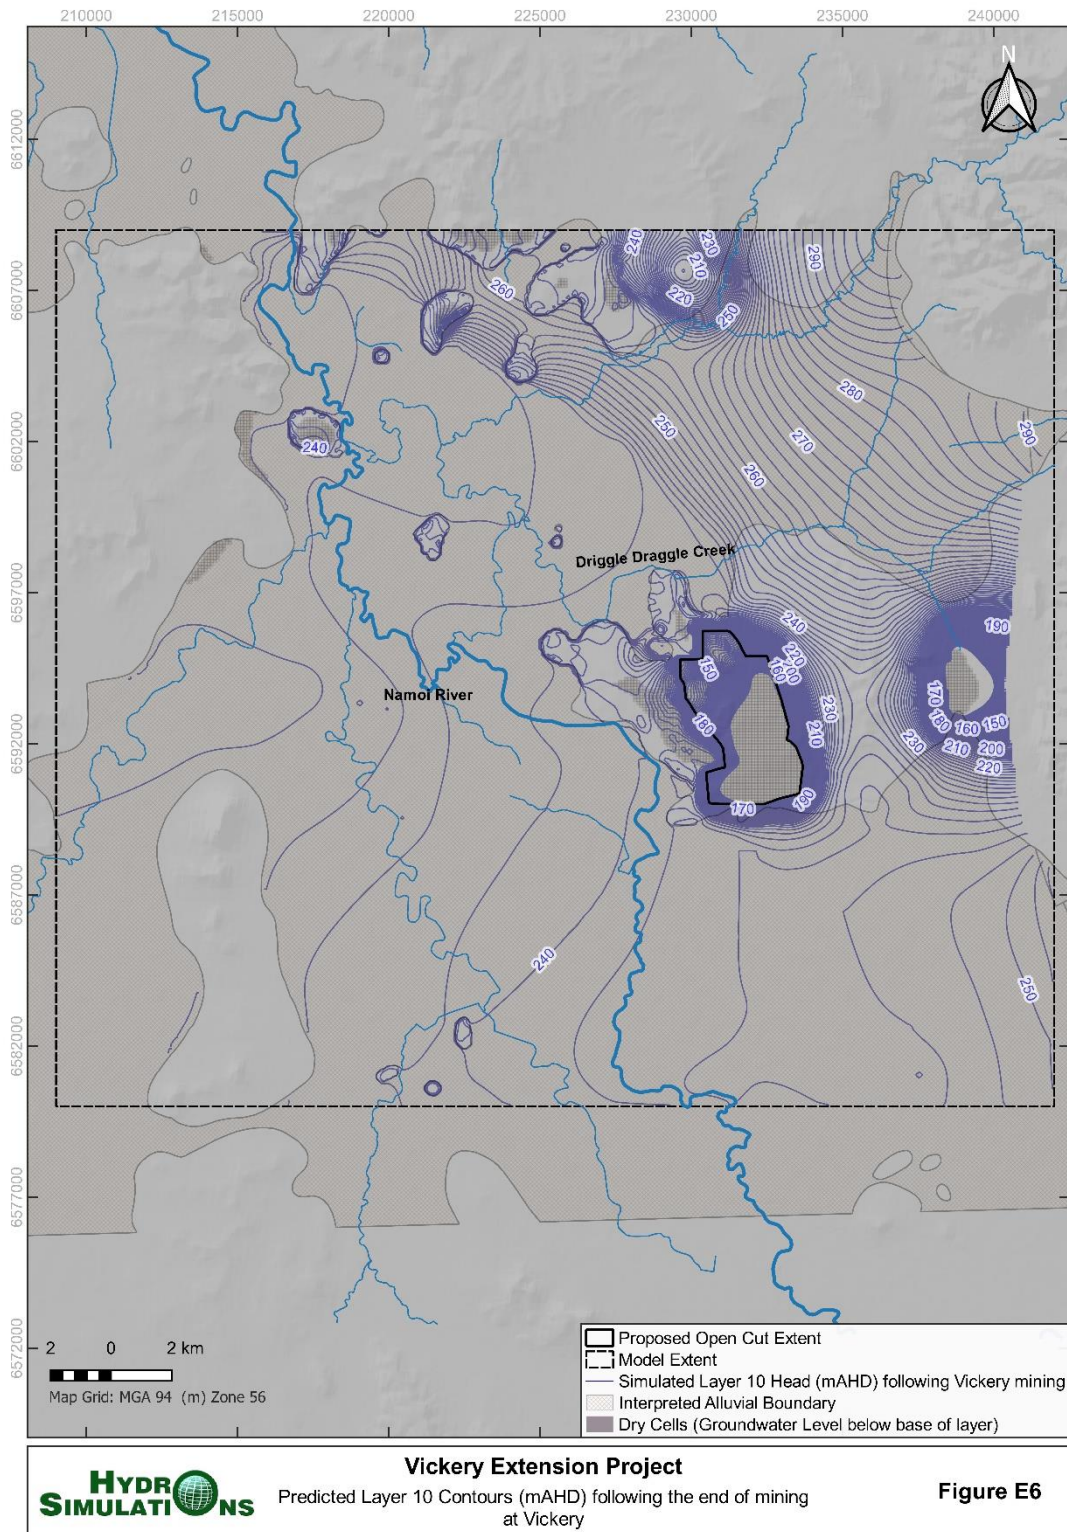 210000 215000 220000 225000 230000 235000 240000
N
6612000
6607000
6602000
6597000
6592000
6587000
6582000
6577000
6572000
240
230
210
220
250
290
260
280
250
270
260
290
240
Driggle Draggle Creek
240
220
200
160
150
180
230
210
170
190
190
170
180
160
150
210
200
220
230
Namoi River
240
250
2 0 2 km
Map Grid: MGA 94 (m) Zone 56
Proposed Open Cut Extent
Model Extent
Simulated Layer 10 Head (mAHD) following Vickery mining
Interpreted Alluvial Boundary
Dry Cells (Groundwater Level below base of layer)
HYDRO
SIMULATIONS
Vickery Extension Project
Predicted Layer 10 Contours (mAHD) following the end of mining
at Vickery
Figure E6